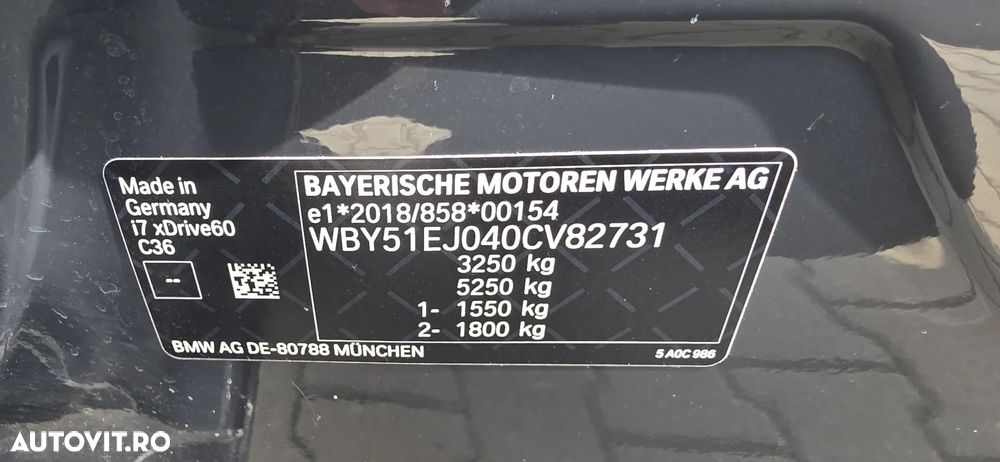 Made in
Germany
i7 xDrive60
C36
--
BAYERISCHE MOTOREN WERKE AG
e1*2018/858*00154
WBY51EJ040CV82731
3250 kg
5250 kg
1- 1550 kg
2- 1800 kg
BMW AG DE-80788 MÜNCHEN
5 A0C 986
AUTOVIT.RO